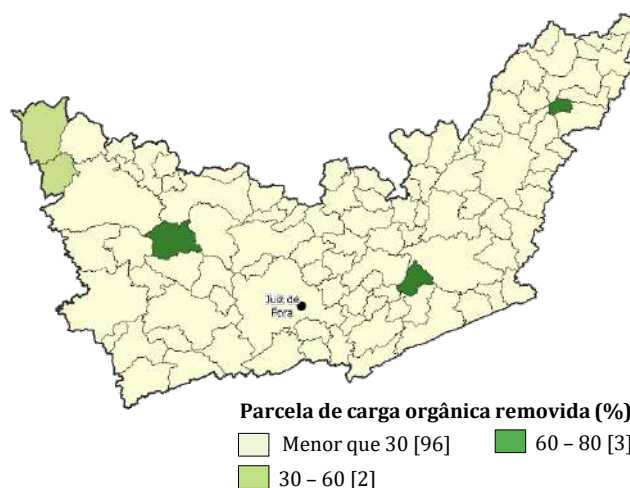 Juiz de
Fora
Parcela de carga orgânica removida (%)
Menor que 30 [96]
60 – 80 [3]
30 – 60 [2]